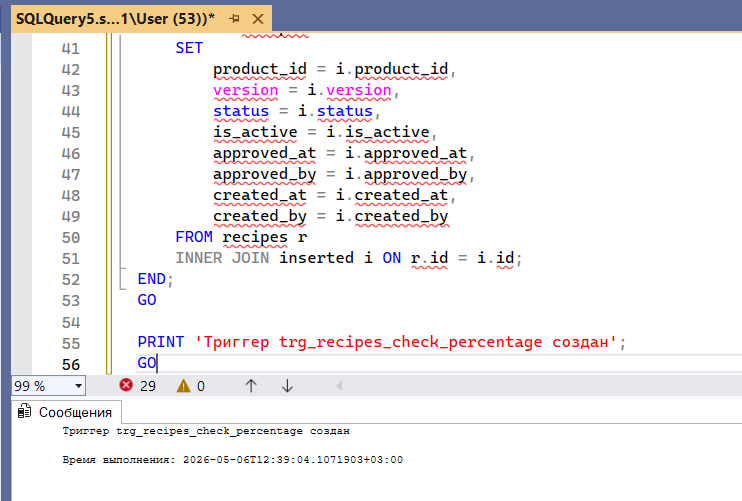 SQLQuery5.s...1\User (53))*
41 SET
42 product_id = i.product_id,
43 version = i.version,
44 status = i.status,
45 is_active = i.is_active,
46 approved_at = i.approved_at,
47 approved_by = i.approved_by,
48 created_at = i.created_at,
49 created_by = i.created_by
50 FROM recipes r
51 INNER JOIN inserted i ON r.id = i.id;
52 END;
53 GO
54
55 PRINT 'Триггер trg_recipes_check_percentage создан';
56 GO
99 % 29 0
Сообщения
Триггер trg_recipes_check_percentage создан
Время выполнения: 2026-05-06T12:39:04.1071903+03:00